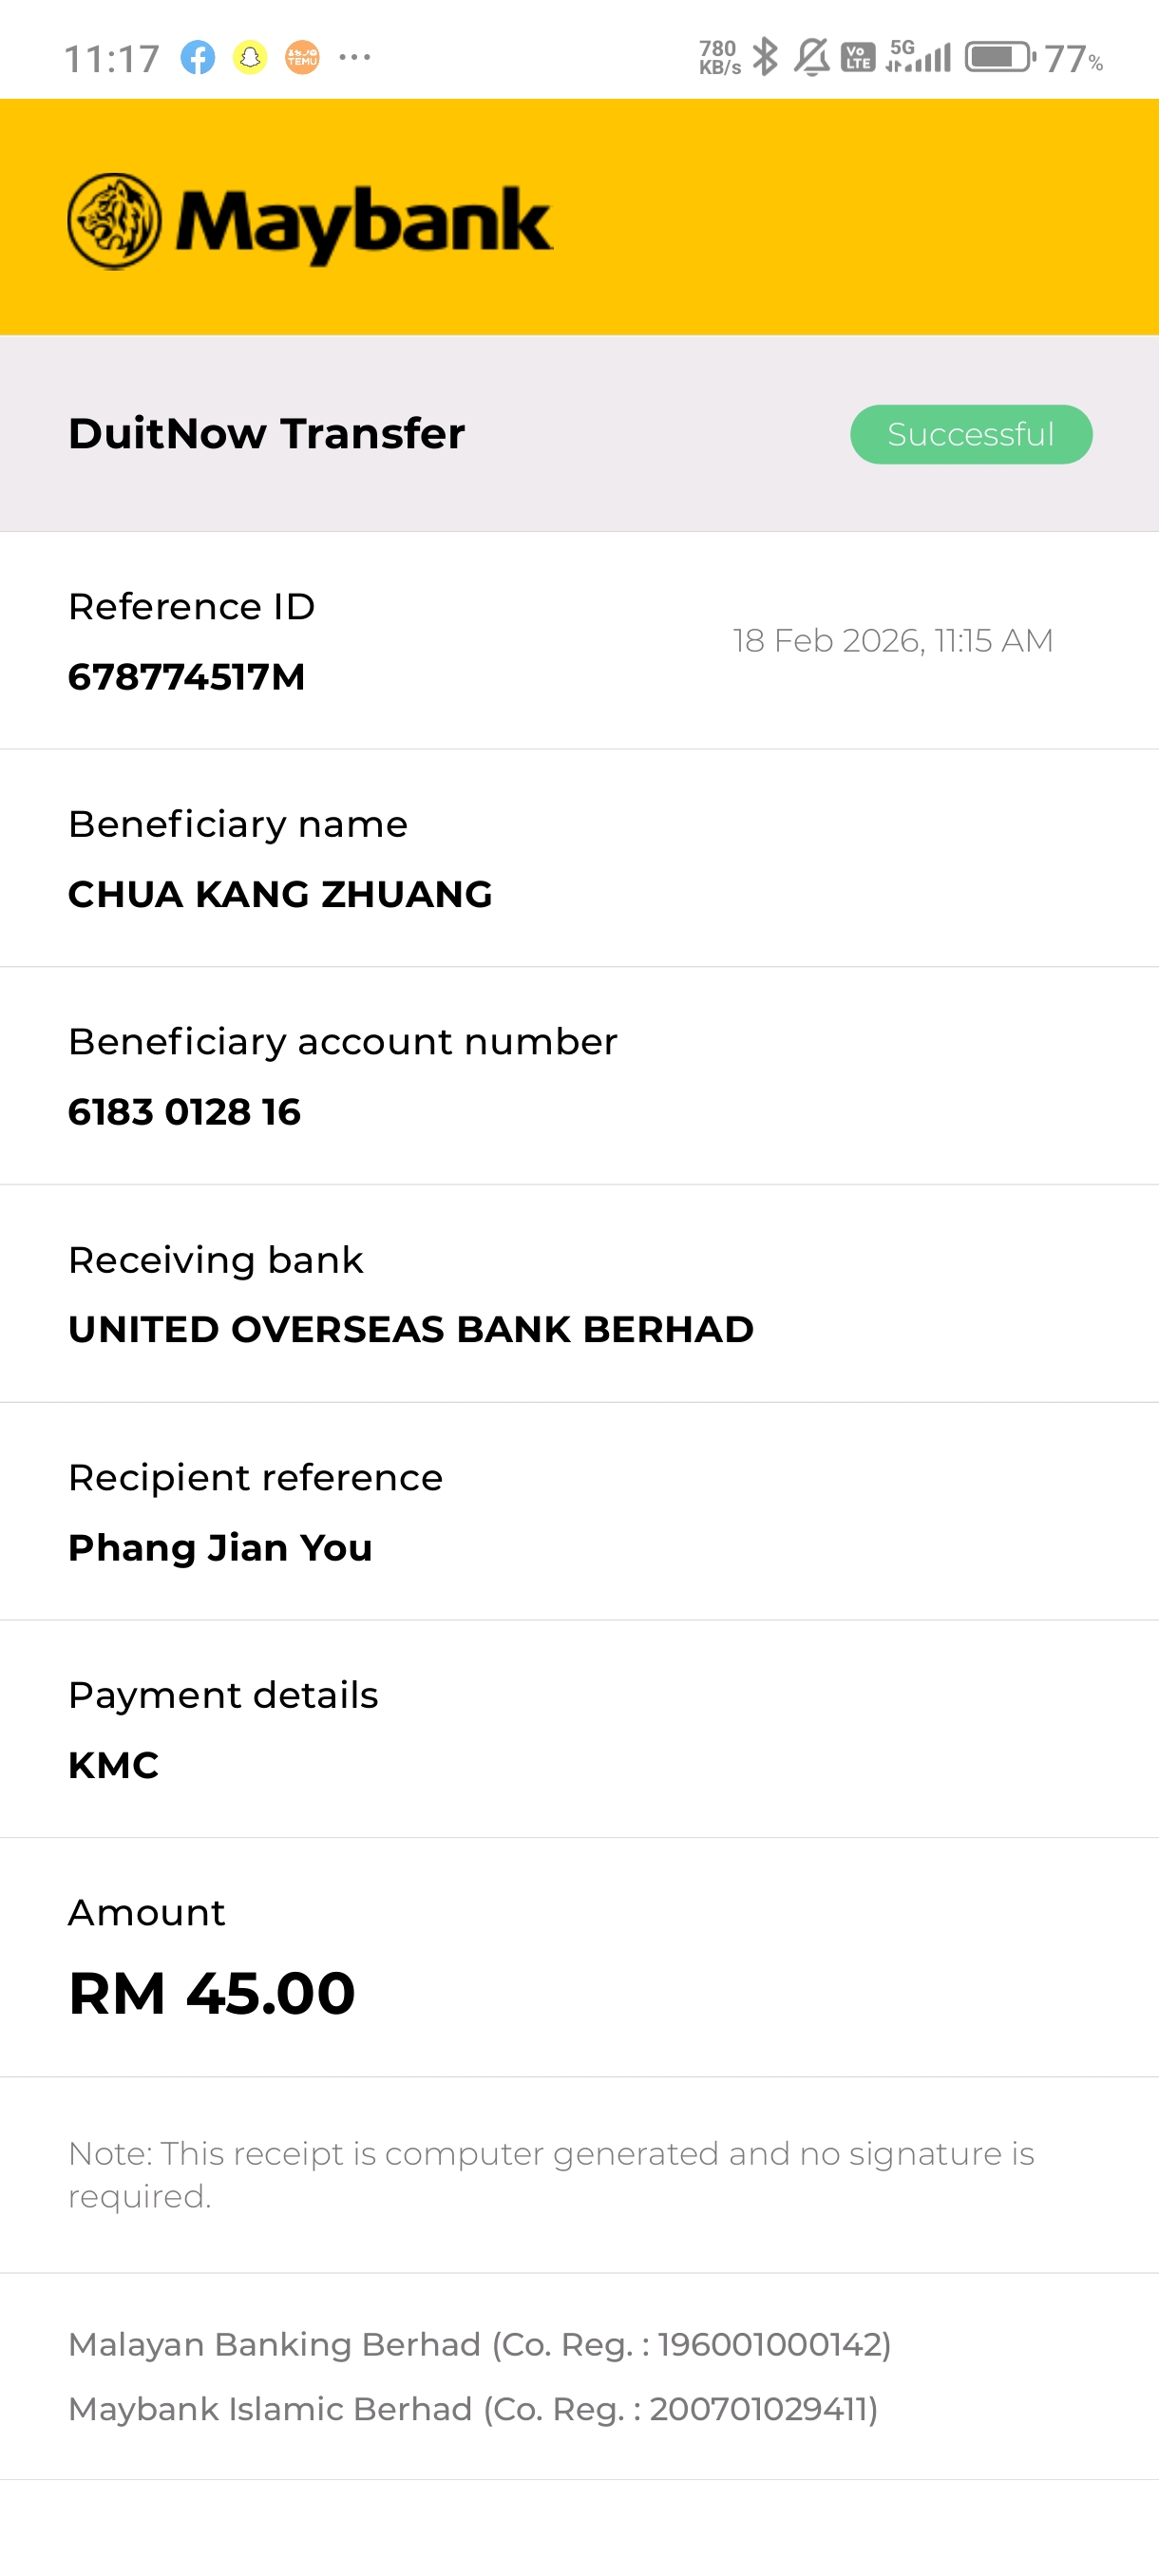 11:17
TEMU
780 KB/s
Vo LTE
5G
77%
Maybank
DuitNow Transfer
Successful
Reference ID
18 Feb 2026, 11:15 AM
678774517M
Beneficiary name
CHUA KANG ZHUANG
Beneficiary account number
6183 0128 16
Receiving bank
UNITED OVERSEAS BANK BERHAD
Recipient reference
Phang Jian You
Payment details
KMC
Amount
RM 45.00
Note: This receipt is computer generated and no signature is
required.
Malayan Banking Berhad (Co. Reg. : 196001000142)
Maybank Islamic Berhad (Co. Reg. : 200701029411)